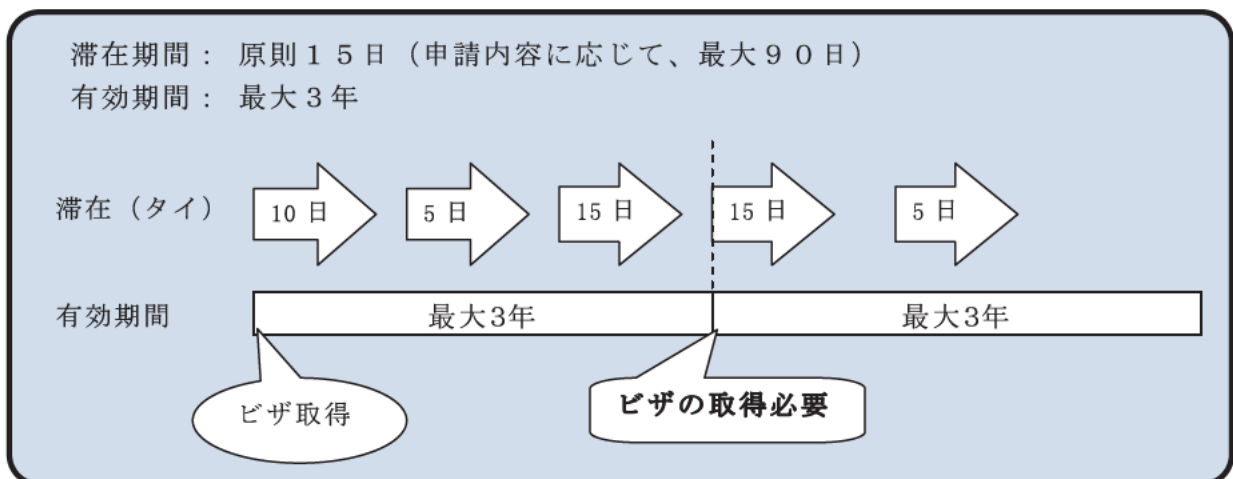 滞在期間： 原則１５日（申請内容に応じて、最大９０日）
有効期間： 最大３年
滞在（タイ） 10 日 5 日 15 日 15 日 5 日
有効期間 最大3年 最大3年
ビザ取得 ビザの取得必要